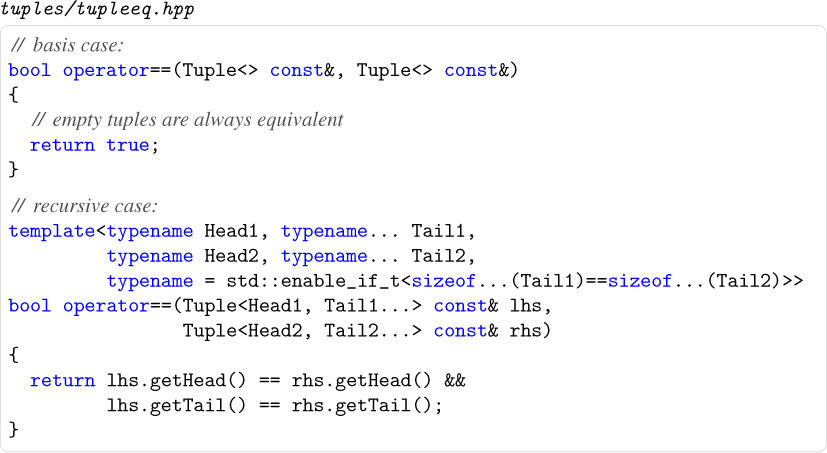 tuples/tupleeq.hpp
// basis case:
bool operator==(Tuple<> const&, Tuple<> const&)
{
  // empty tuples are always equivalent
  return true;
}
// recursive case:
template<typename Head1, typename... Tail1,
         typename Head2, typename... Tail2,
         typename = std::enable_if_t<sizeof...(Tail1)==sizeof...(Tail2)>>
bool operator==(Tuple<Head1, Tail1...> const& lhs,
                Tuple<Head2, Tail2...> const& rhs)
{
  return lhs.getHead() == rhs.getHead() &&
         lhs.getTail() == rhs.getTail();
}